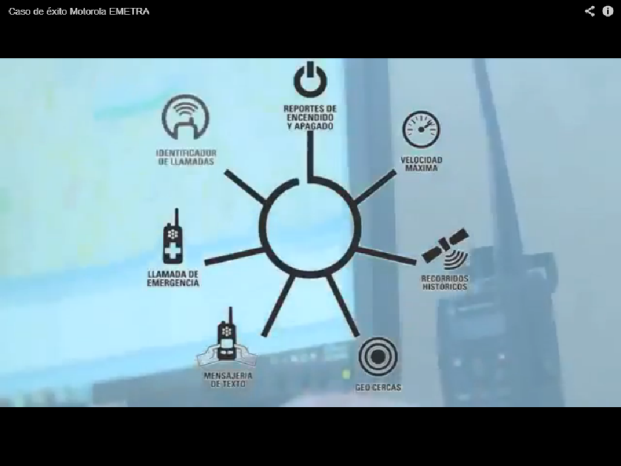 Caso de éxito Motorola EMETRA
REPORTES DE
ENCENDIDO
Y APAGADO
IDENTIFICADOR
DE LLAMADAS
VELOCIDAD
MÁXIMA
LLAMADA DE
EMERGENCIA
RECORRIDOS
HISTÓRICOS
MENSAJERIA
DE TEXTO
GEO CERCAS